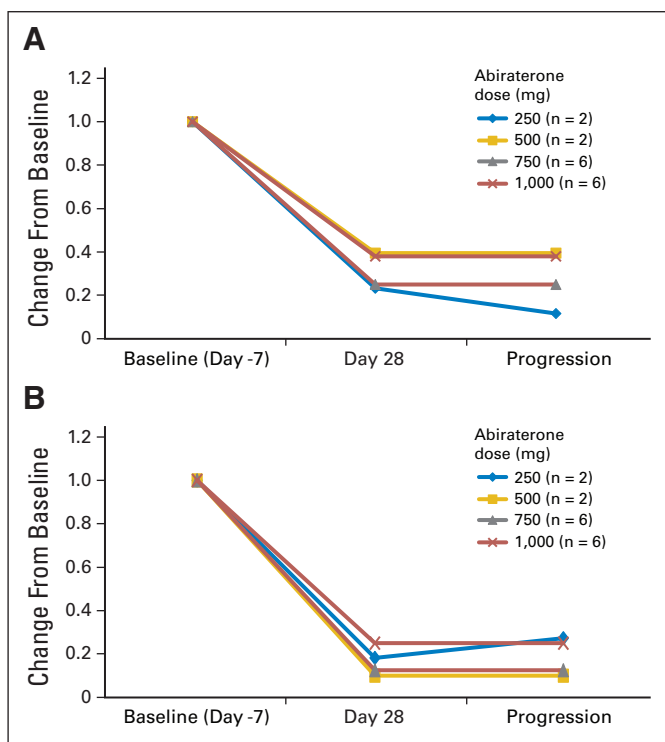 A
Change From Baseline
1.2
1.0
0.8
0.6
0.4
0.2
0
Abiraterone
dose (mg)
250 (n = 2)
500 (n = 2)
750 (n = 6)
1,000 (n = 6)
Baseline (Day -7)
Day 28
Progression
B
Change From Baseline
1.2
1.0
0.8
0.6
0.4
0.2
0
Abiraterone
dose (mg)
250 (n = 2)
500 (n = 2)
750 (n = 6)
1,000 (n = 6)
Baseline (Day -7)
Day 28
Progression